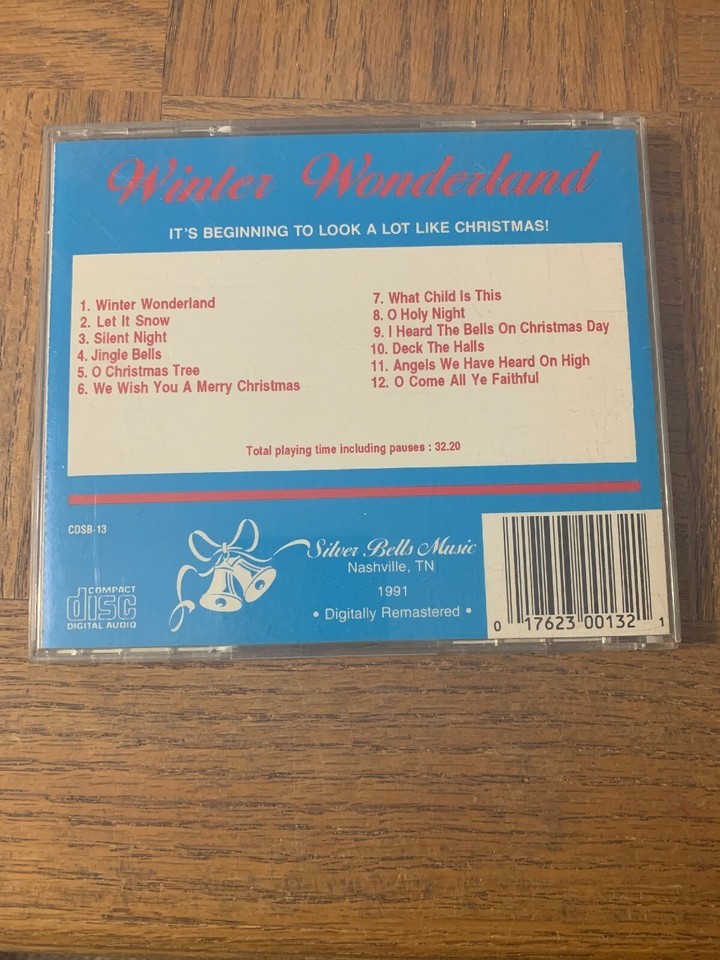 Winter Wonderland
IT'S BEGINNING TO LOOK A LOT LIKE CHRISTMAS!
1. Winter Wonderland
2. Let It Snow
3. Silent Night
4. Jingle Bells
5. O Christmas Tree
6. We Wish You A Merry Christmas
7. What Child Is This
8. O Holy Night
9. I Heard The Bells On Christmas Day
10. Deck The Halls
11. Angels We Have Heard On High
12. O Come All Ye Faithful
Total playing time including pauses : 32.20
CDSB-13
COMPACT
disc
DIGITAL AUDIO
Silver Bells Music
Nashville, TN
1991
• Digitally Remastered •
0 17623 00132 1